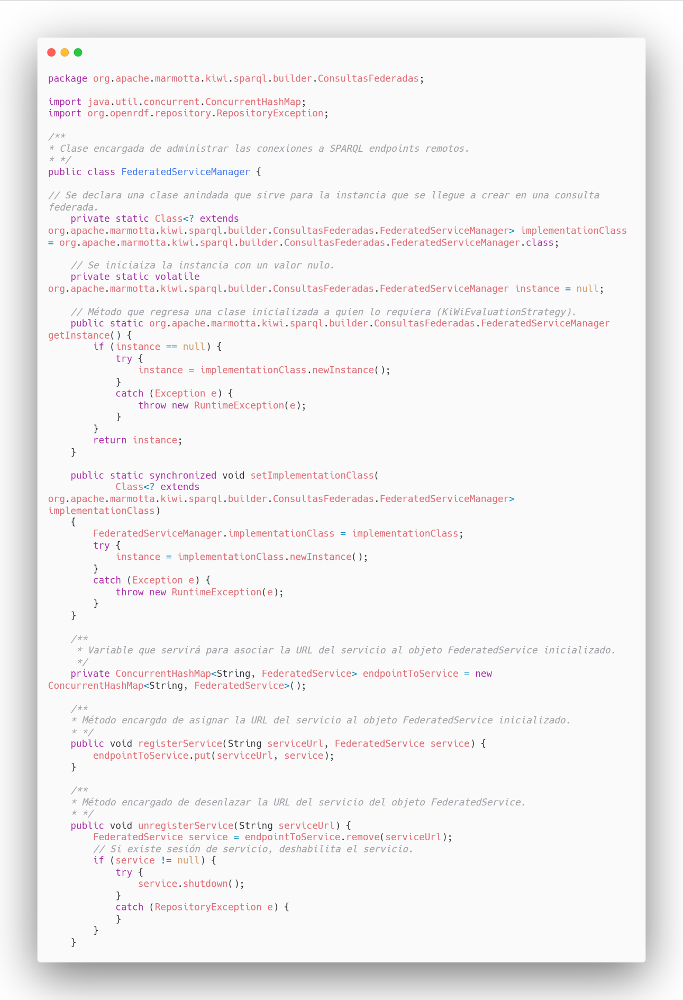 package org.apache.marmotta.kiwi.sparql.builder.ConsultasFederadas;

import java.util.concurrent.ConcurrentHashMap;
import org.openrdf.repository.RepositoryException;

/**
* Clase encargada de administrar las conexiones a SPARQL endpoints remotos.
* */
public class FederatedServiceManager {

// Se declara una clase anindada que sirve para la instancia que se llegue a crear en una consulta
federada.
    private static Class<? extends
org.apache.marmotta.kiwi.sparql.builder.ConsultasFederadas.FederatedServiceManager> implementationClass
= org.apache.marmotta.kiwi.sparql.builder.ConsultasFederadas.FederatedServiceManager.class;

    // Se iniciaiza la instancia con un valor nulo.
    private static volatile
org.apache.marmotta.kiwi.sparql.builder.ConsultasFederadas.FederatedServiceManager instance = null;

    // Método que regresa una clase inicializada a quien lo requiera (KiWiEvaluationStrategy).
    public static org.apache.marmotta.kiwi.sparql.builder.ConsultasFederadas.FederatedServiceManager
getInstance() {
        if (instance == null) {
            try {
                instance = implementationClass.newInstance();
            }
            catch (Exception e) {
                throw new RuntimeException(e);
            }
        }
        return instance;
    }

    public static synchronized void setImplementationClass(
            Class<? extends
org.apache.marmotta.kiwi.sparql.builder.ConsultasFederadas.FederatedServiceManager>
implementationClass)
    {
        FederatedServiceManager.implementationClass = implementationClass;
        try {
            instance = implementationClass.newInstance();
        }
        catch (Exception e) {
            throw new RuntimeException(e);
        }
    }

    /**
     * Variable que servirá para asociar la URL del servicio al objeto FederatedService inicializado.
     */
    private ConcurrentHashMap<String, FederatedService> endpointToService = new
ConcurrentHashMap<String, FederatedService>();

    /**
    * Método encargdo de asignar la URL del servicio al objeto FederatedService inicializado.
    * */
    public void registerService(String serviceUrl, FederatedService service) {
        endpointToService.put(serviceUrl, service);
    }

    /**
    * Método encargado de desenlazar la URL del servicio del objeto FederatedService.
    * */
    public void unregisterService(String serviceUrl) {
        FederatedService service = endpointToService.remove(serviceUrl);
        // Si existe sesión de servicio, deshabilita el servicio.
        if (service != null) {
            try {
                service.shutdown();
            }
            catch (RepositoryException e) {
            }
        }
    }